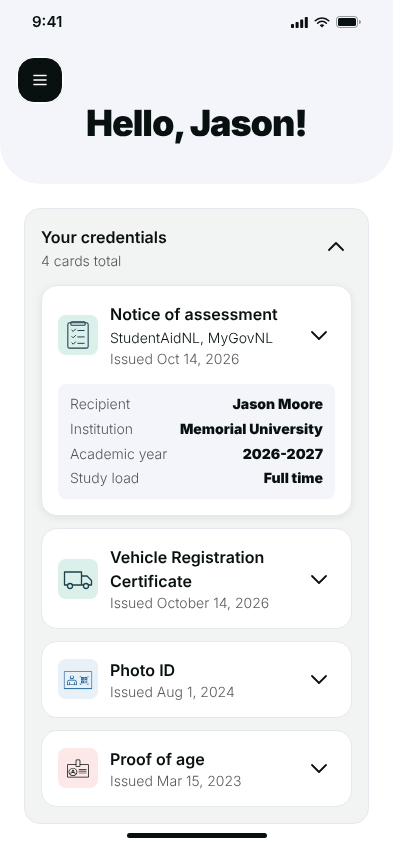 9:41
Hello, Jason!
Your credentials
4 cards total
Notice of assessment
StudentAidNL, MyGovNL
Issued Oct 14, 2026
Recipient Jason Moore
Institution Memorial University
Academic year 2026-2027
Study load Full time
Vehicle Registration
Certificate
Issued October 14, 2026
Photo ID
Issued Aug 1, 2024
Proof of age
Issued Mar 15, 2023